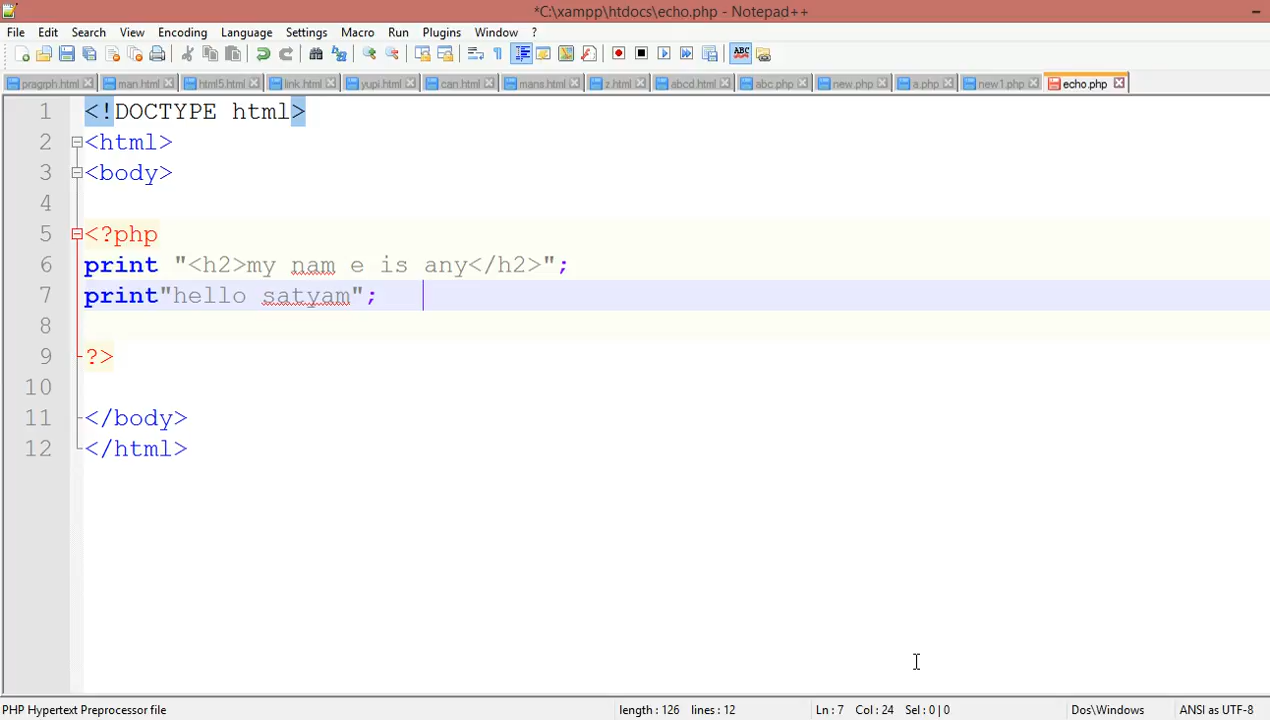 *C:\xampp\htdocs\echo.php - Notepad++
File Edit Search View Encoding Language Settings Macro Run Plugins Window ?
ABC
pragrph.html man.html html5.html link.html yupi.html can.html mans.html z.html abcd.html abc.php new.php a.php new1.php echo.php
1 <!DOCTYPE html>
2 <html>
3 <body>
4
5 <?php
6 print "<h2>my nam e is any</h2>";
7 print"hello satyam";
8
9 ?>
10
11 </body>
12 </html>
PHP Hypertext Preprocessor file length : 126 lines : 12 Ln : 7 Col : 24 Sel : 0 | 0 Dos\Windows ANSI as UTF-8